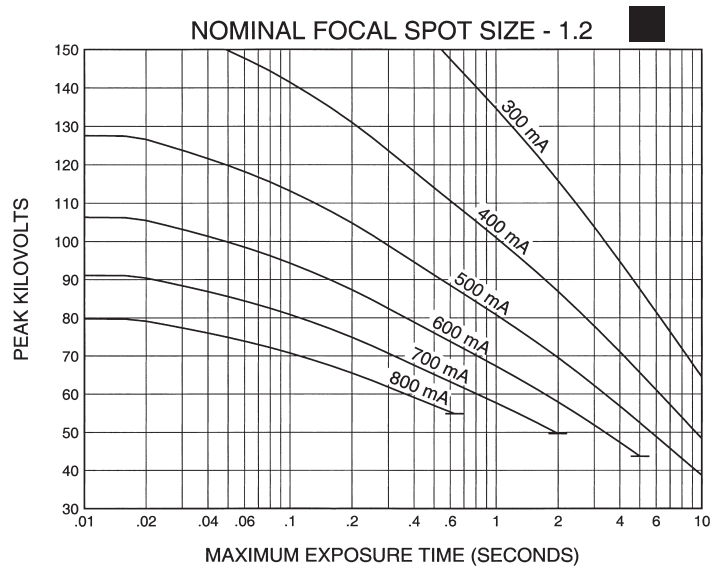 NOMINAL FOCAL SPOT SIZE - 1.2
150
140
130
120
110
100
90
80
70
60
50
40
30
PEAK KILOVOLTS
300 mA
400 mA
500 mA
600 mA
700 mA
800 mA
.01 .02 .04 .06 .1 .2 .4 .6 1 2 4 6 10
MAXIMUM EXPOSURE TIME (SECONDS)